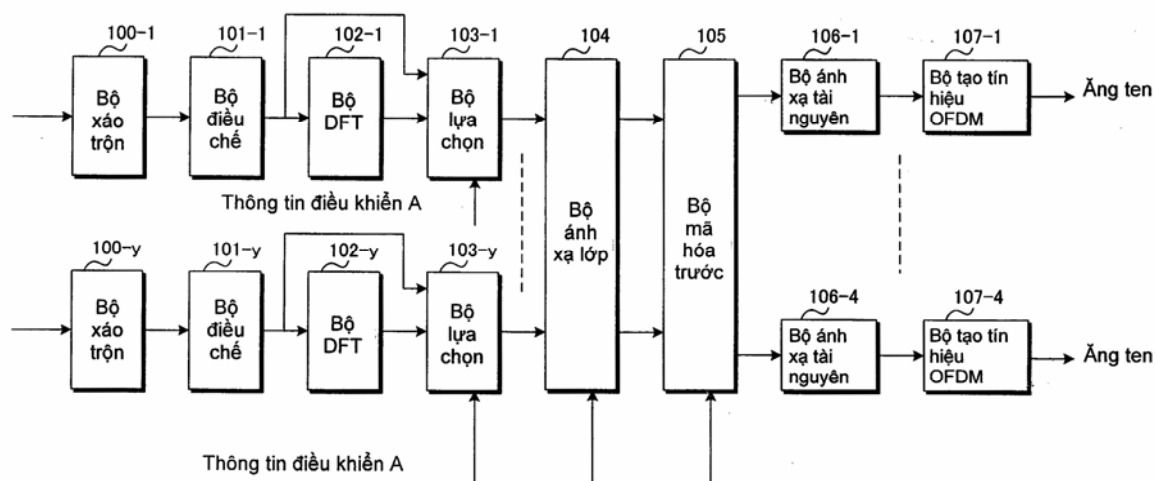 100-1
101-1
102-1
103-1
104
105
106-1
107-1
Bộ
xáo
trộn
Bộ
điều
chế
Bộ
DFT
Bộ
lựa
chọn
Bộ
ánh
xạ lớp
Bộ
mã
hóa
trước
Bộ ánh
xạ tài
nguyên
Bộ tạo tín
hiệu
OFDM
Ăng ten
Thông tin điều khiển A
100-y
101-y
102-y
103-y
106-4
107-4
Bộ
xáo
trộn
Bộ
điều
chế
Bộ
DFT
Bộ
lựa
chọn
Bộ ánh
xạ tài
nguyên
Bộ tạo tín
hiệu
OFDM
Ăng ten
Thông tin điều khiển A